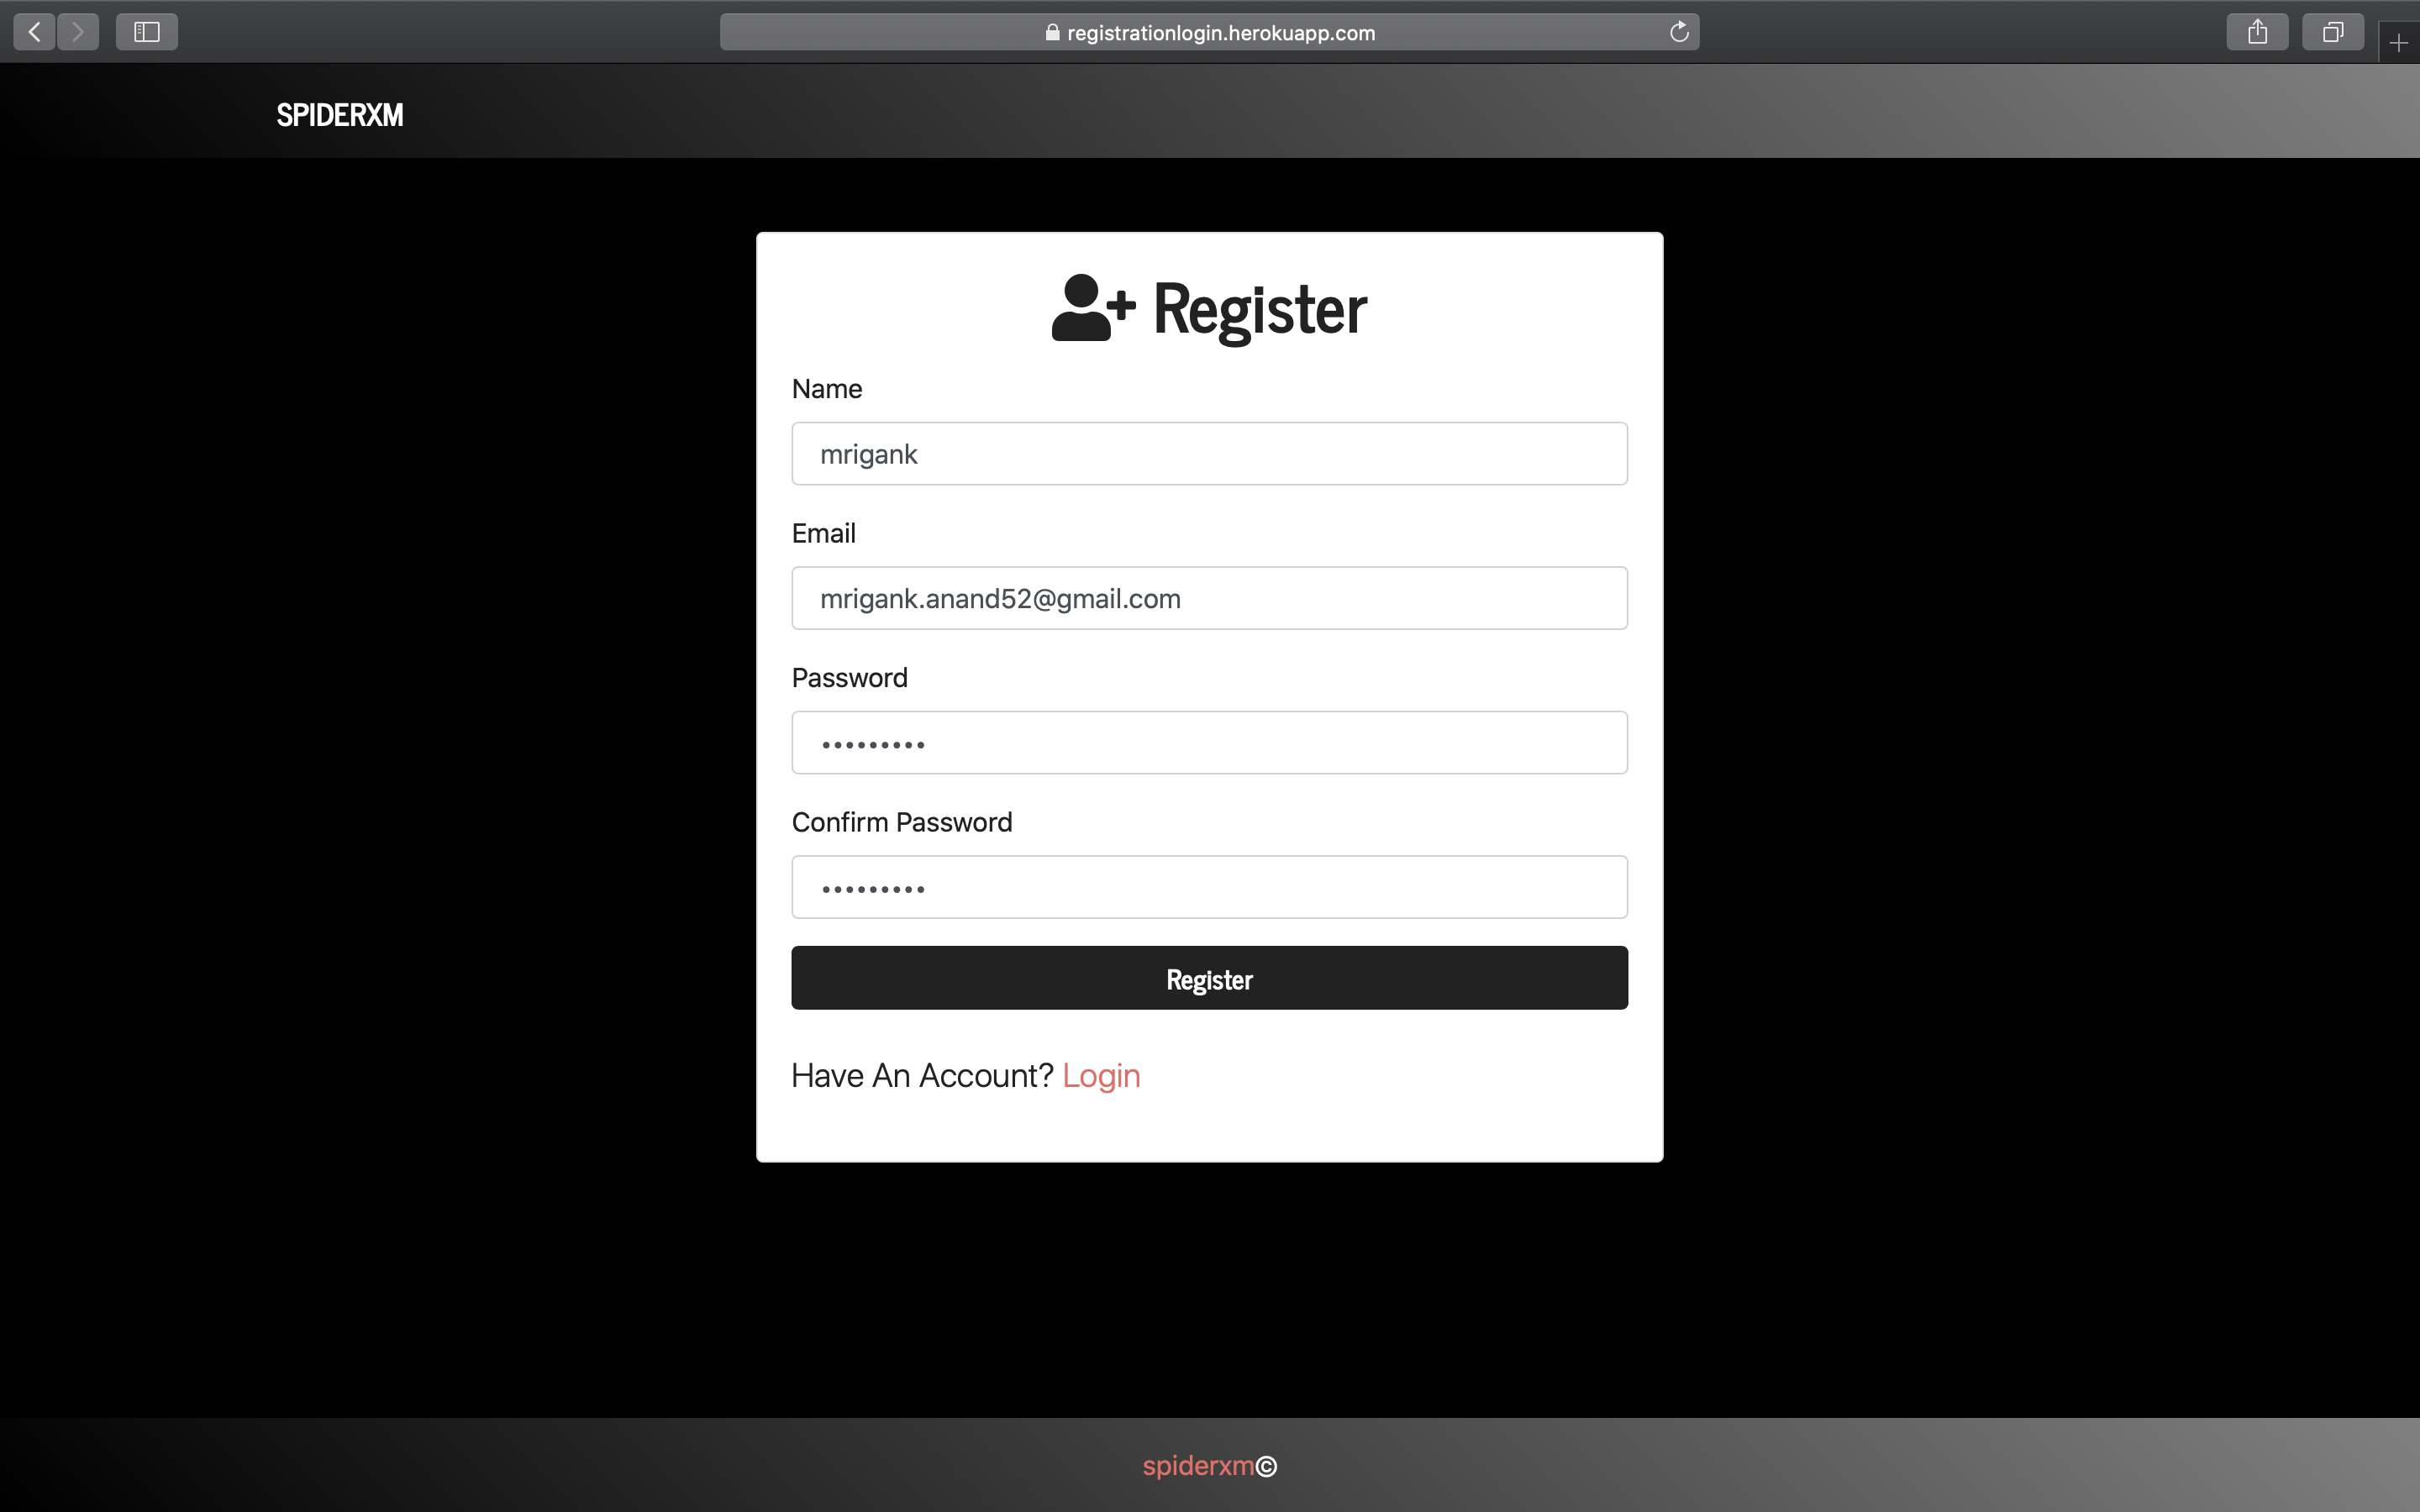 registrationlogin.herokuapp.com
SPIDERXM
Register
Name
mrigank
Email
mrigank.anand52@gmail.com
Password
•••••••••
Confirm Password
•••••••••
Register
Have An Account? Login
spiderxm©